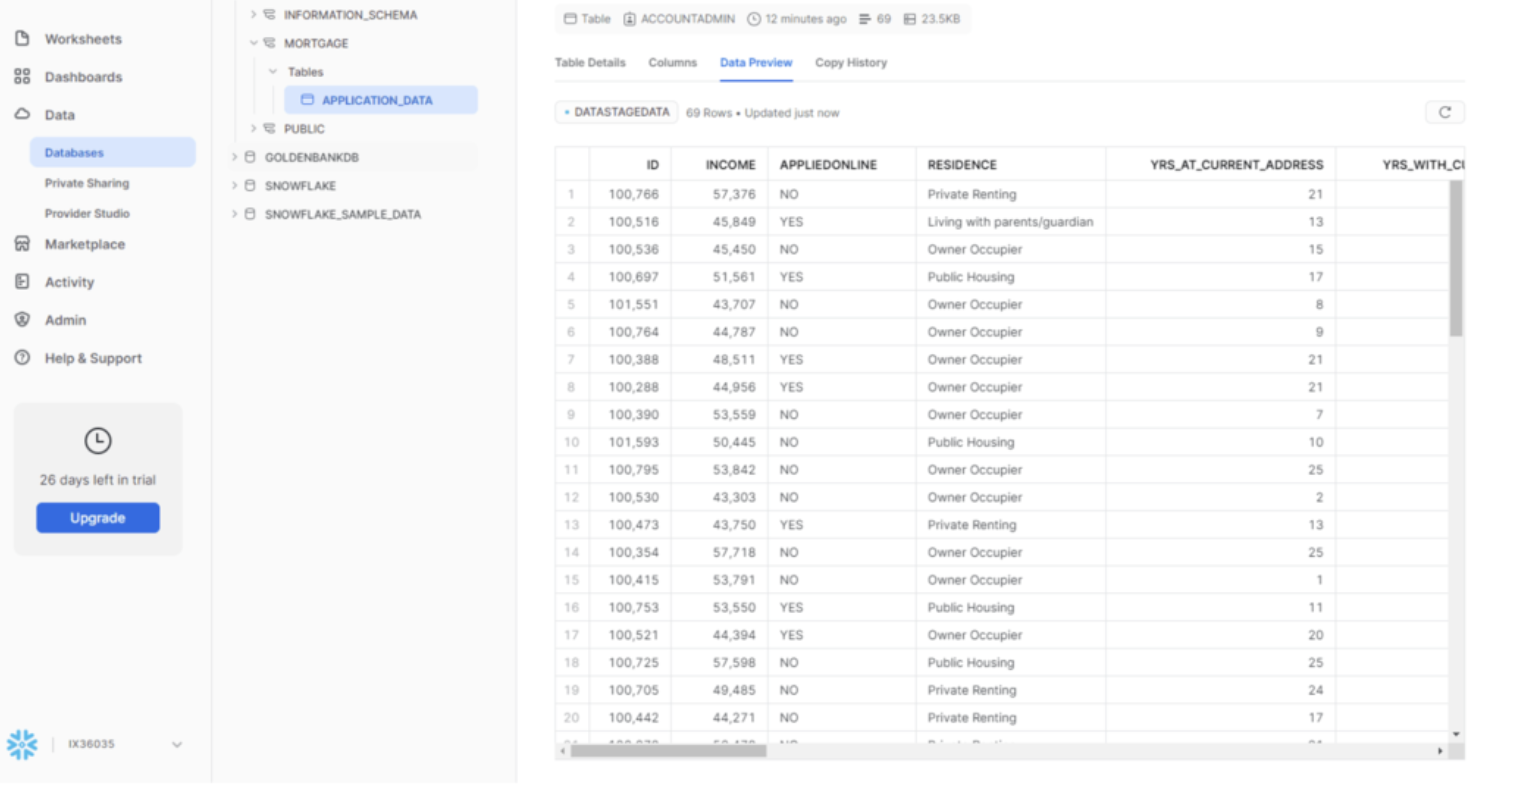 Worksheets
Dashboards
Data
Databases
Private Sharing
Provider Studio
Marketplace
Activity
Admin
Help & Support
26 days left in trial
Upgrade
IX36035
INFORMATION_SCHEMA
MORTGAGE
Tables
APPLICATION_DATA
PUBLIC
GOLDENBANKDB
SNOWFLAKE
SNOWFLAKE_SAMPLE_DATA
Table ACCOUNTADMIN 12 minutes ago 69 23.5KB
Table Details Columns Data Preview Copy History
• DATASTAGEDATA 69 Rows • Updated just now
ID INCOME APPLIEDONLINE RESIDENCE YRS_AT_CURRENT_ADDRESS YRS_WITH_CU
1 100,766 57,376 NO Private Renting 21
2 100,516 45,849 YES Living with parents/guardian 13
3 100,536 45,450 NO Owner Occupier 15
4 100,697 51,561 YES Public Housing 17
5 101,551 43,707 NO Owner Occupier 8
6 100,764 44,787 NO Owner Occupier 9
7 100,388 48,511 YES Owner Occupier 21
8 100,288 44,956 YES Owner Occupier 21
9 100,390 53,559 NO Owner Occupier 7
10 101,593 50,445 NO Public Housing 10
11 100,795 53,842 NO Owner Occupier 25
12 100,530 43,303 NO Owner Occupier 2
13 100,473 43,750 YES Private Renting 13
14 100,354 57,718 NO Owner Occupier 25
15 100,415 53,791 NO Owner Occupier 1
16 100,753 53,550 YES Public Housing 11
17 100,521 44,394 YES Owner Occupier 20
18 100,725 57,598 NO Public Housing 25
19 100,705 49,485 NO Private Renting 24
20 100,442 44,271 NO Private Renting 17